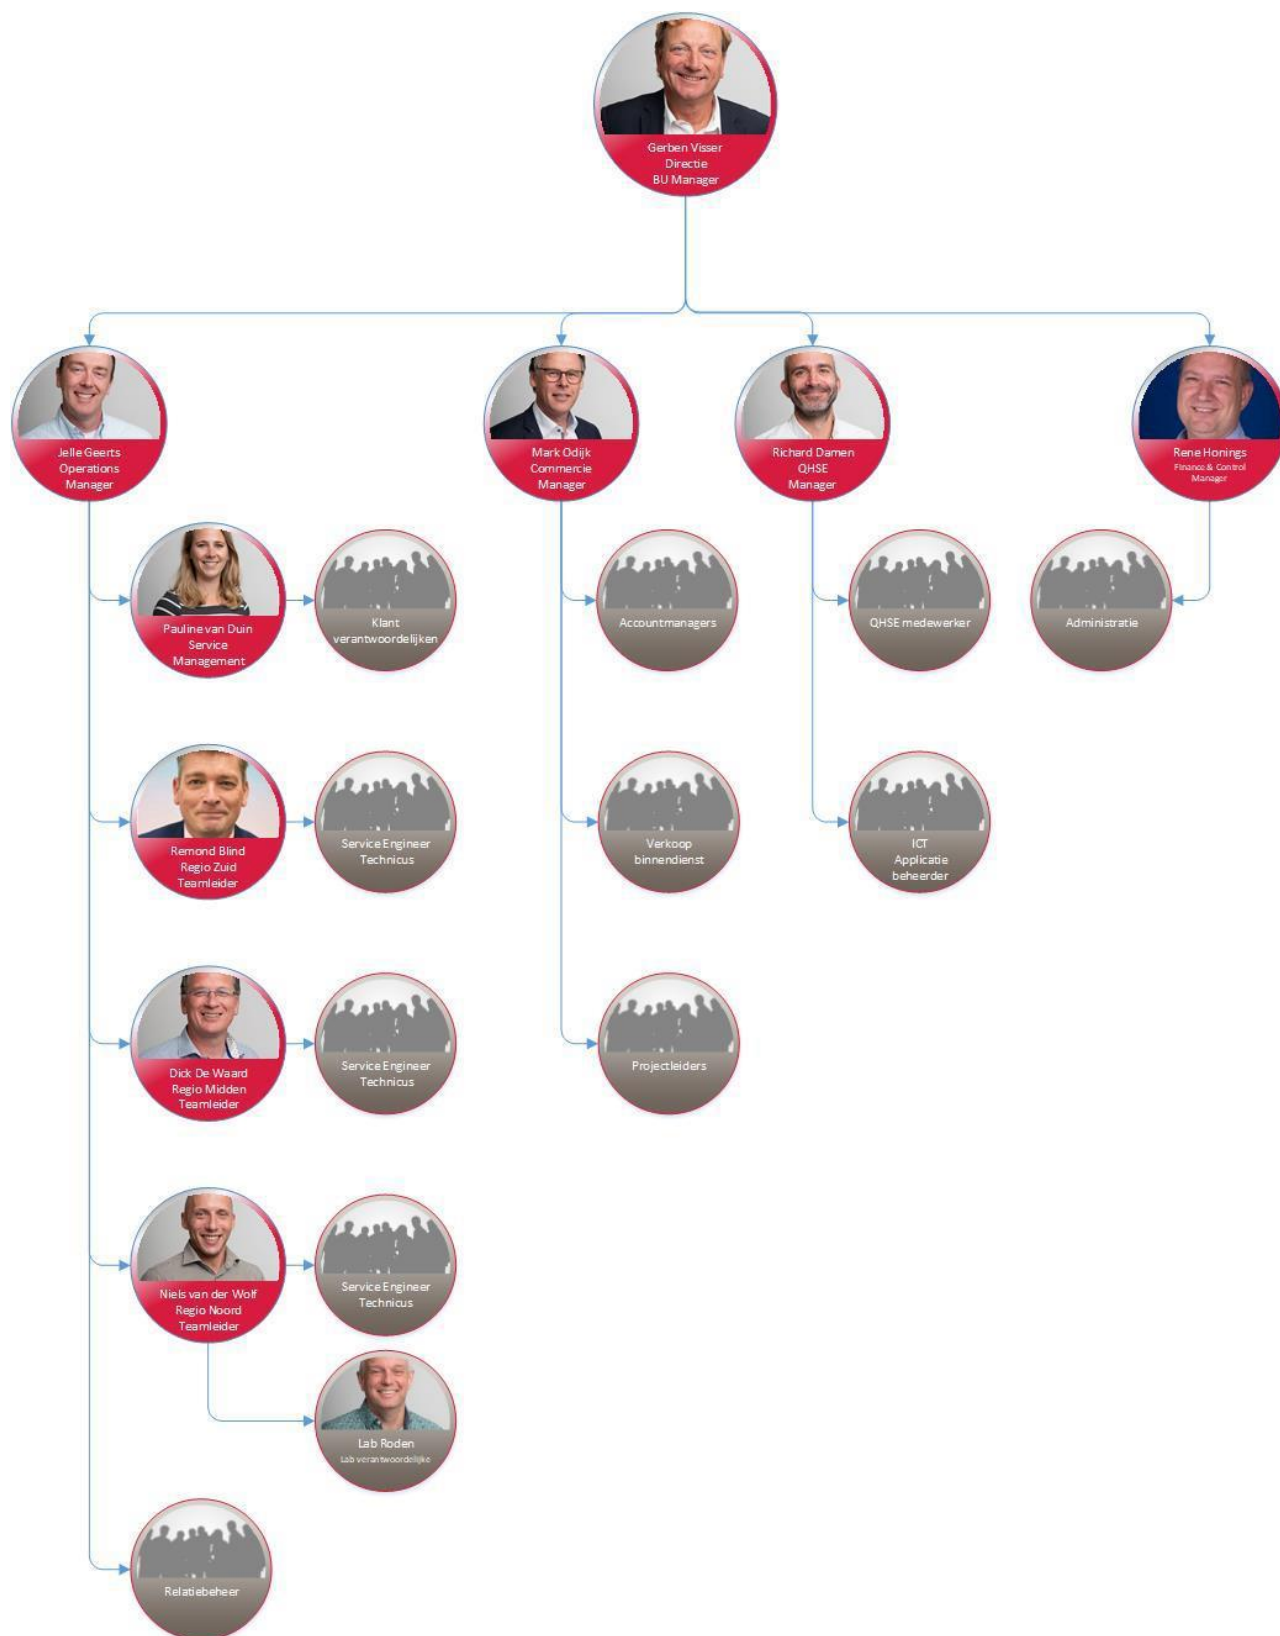 Gerben Visser
Directie
BU Manager
Jelle Geerts
Operations
Manager
Mark Odijk
Commercie
Manager
Richard Damen
QHSE
Manager
Rene Honings
Finance & Control
Manager
Pauline van Duin
Service
Management
Klant
verantwoordelijken
Accountmanagers
QHSE medewerker
Administratie
Remond Blind
Regio Zuid
Teamleider
Service Engineer
Technicus
Verkoop
binnendienst
ICT
Applicatie
beheerder
Dick De Waard
Regio Midden
Teamleider
Service Engineer
Technicus
Projectleiders
Niels van der Wolf
Regio Noord
Teamleider
Service Engineer
Technicus
Lab Roden
Lab verantwoordelijke
Relatiebeheer